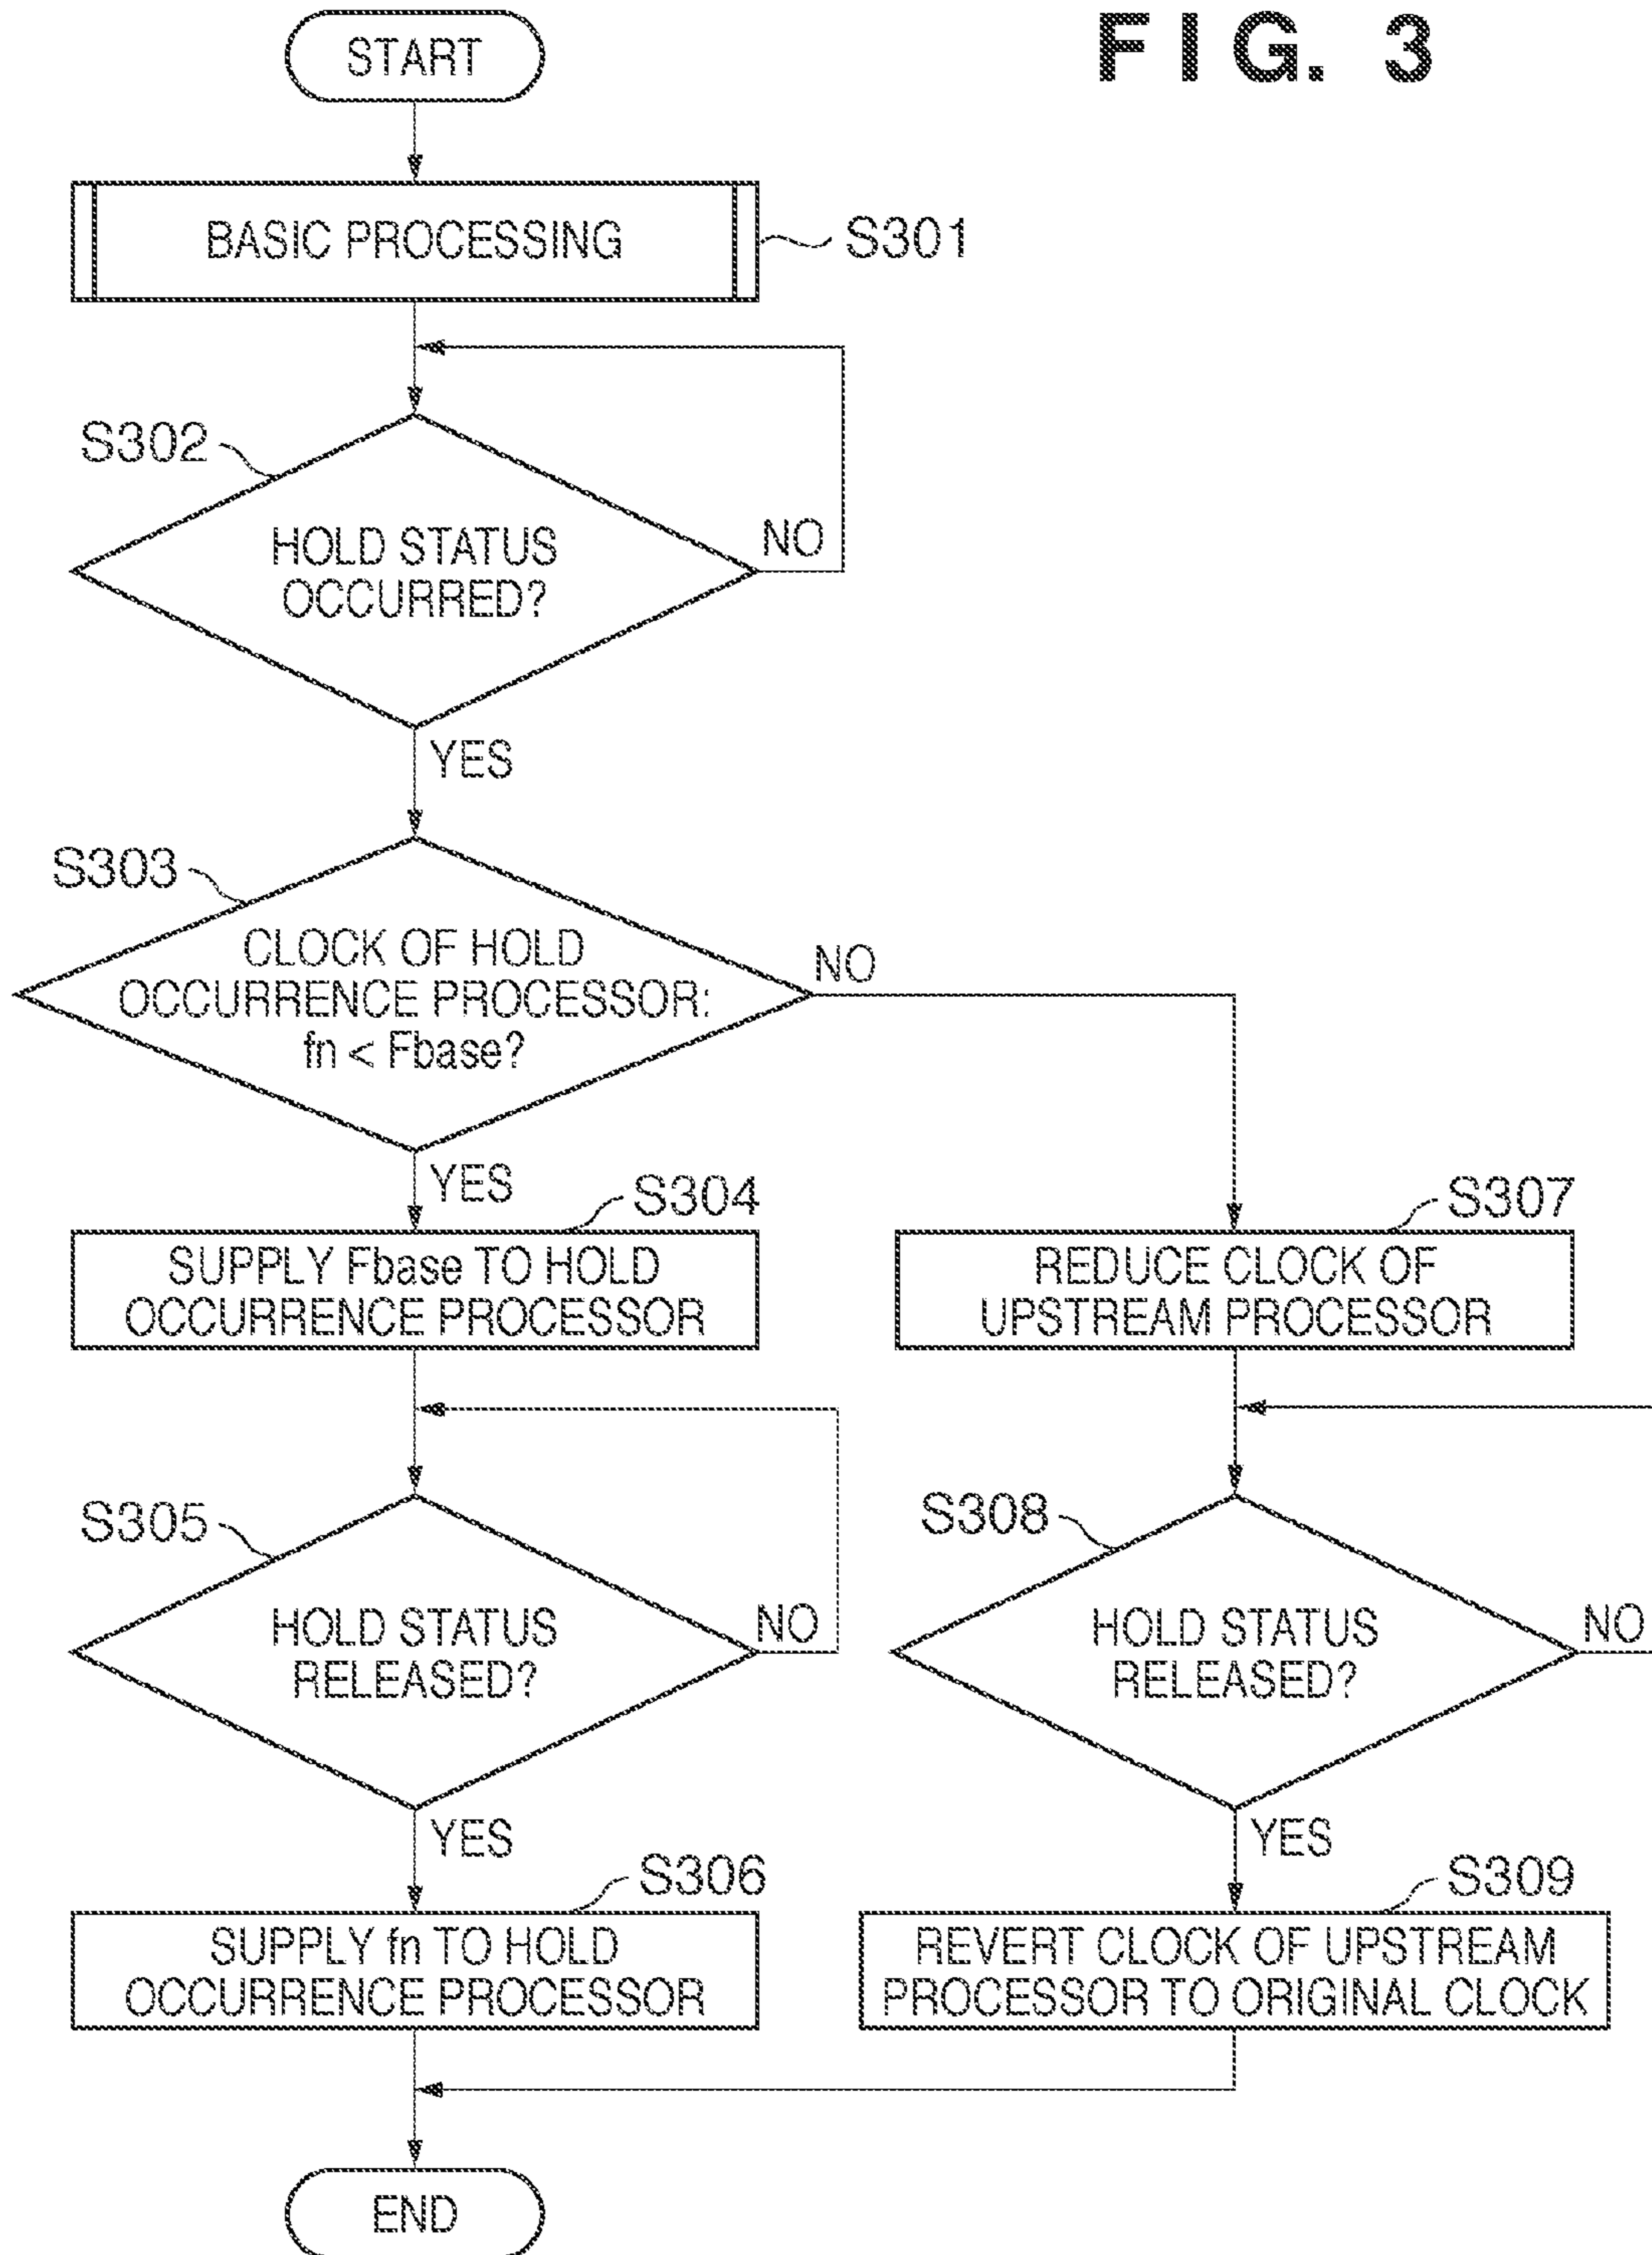 FIG. 3
START
BASIC PROCESSING
S301
S302
HOLD STATUS
OCCURRED?
NO
YES
S303
CLOCK OF HOLD
OCCURRENCE PROCESSOR:
fn < Fbase?
NO
YES
S304
SUPPLY Fbase TO HOLD
OCCURRENCE PROCESSOR
S307
REDUCE CLOCK OF
UPSTREAM PROCESSOR
S305
HOLD STATUS
RELEASED?
NO
S308
HOLD STATUS
RELEASED?
NO
YES
YES
S306
SUPPLY fn TO HOLD
OCCURRENCE PROCESSOR
S309
REVERT CLOCK OF UPSTREAM
PROCESSOR TO ORIGINAL CLOCK
END